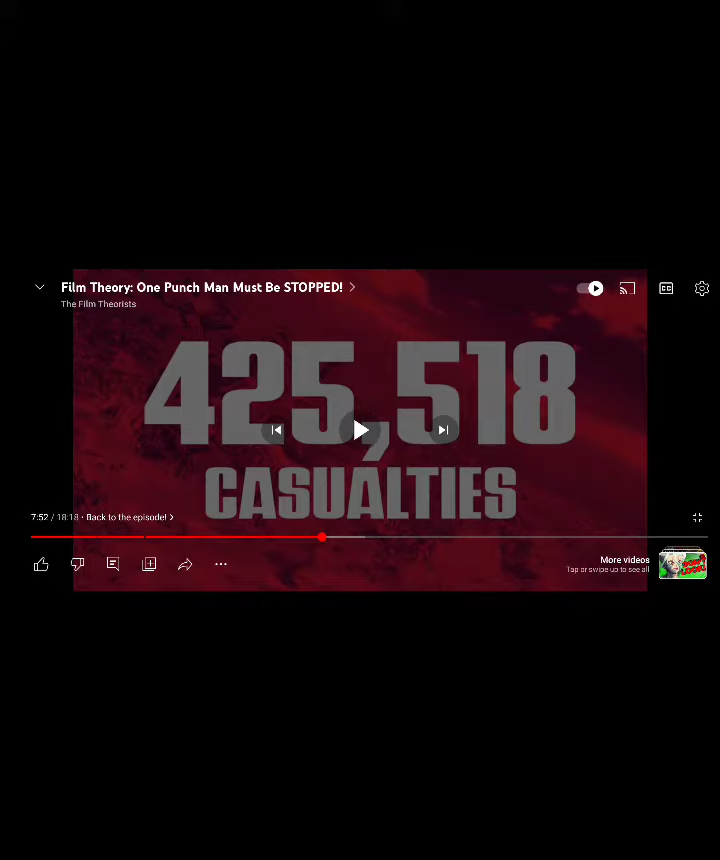 Film Theory: One Punch Man Must Be STOPPED!
The Film Theorists
CC
425,518
CASUALTIES
7:52 / 18:18 · Back to the episode!
More videos
Tap or swipe up to see all